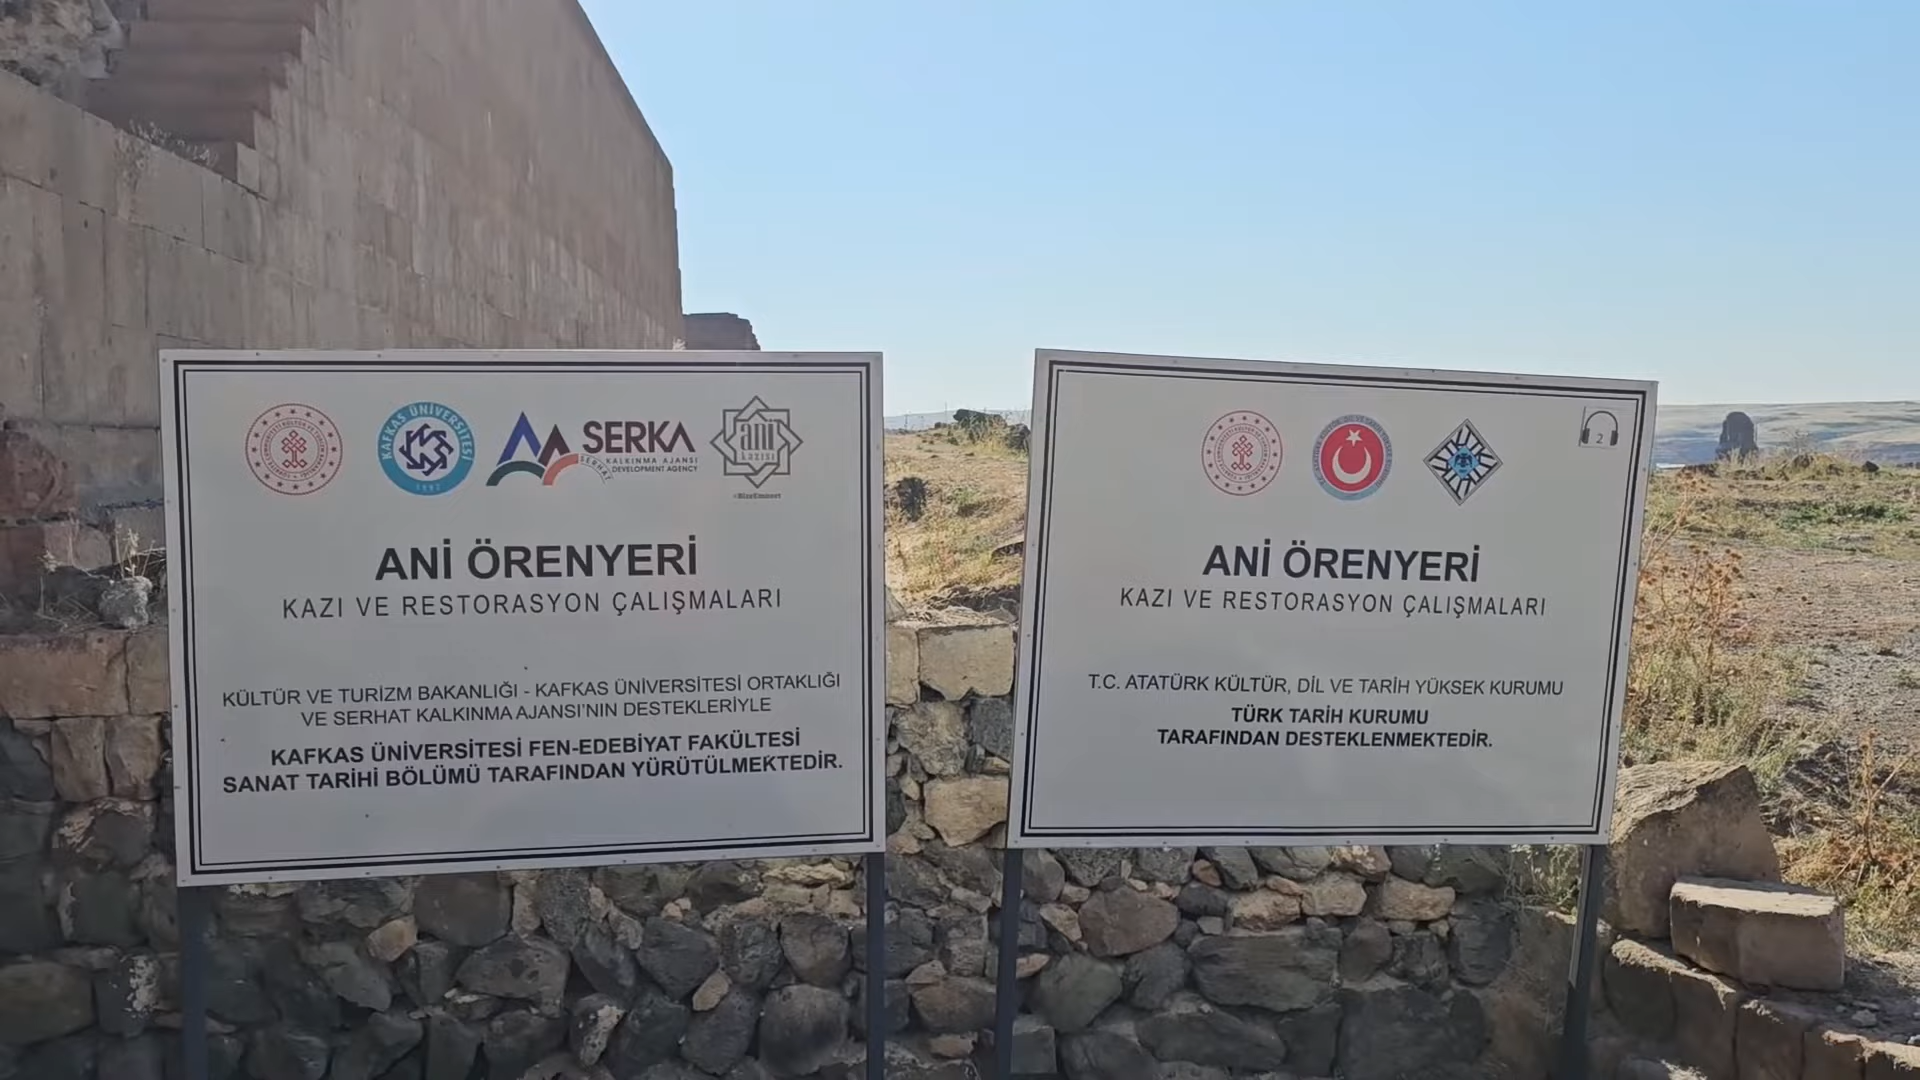 KAFKAS ÜNİVERSİTESİ
1992
SERKA
KALKINMA AJANSI
DEVELOPMENT AGENCY
SERHAT
ani
kazısı
#BizeEmanet
ANİ ÖRENYERİ
KAZI VE RESTORASYON ÇALIŞMALARI
KÜLTÜR VE TURİZM BAKANLIĞI - KAFKAS ÜNİVERSİTESİ ORTAKLIĞI
VE SERHAT KALKINMA AJANSI'NIN DESTEKLERİYLE
KAFKAS ÜNİVERSİTESİ FEN-EDEBİYAT FAKÜLTESİ
SANAT TARİHİ BÖLÜMÜ TARAFINDAN YÜRÜTÜLMEKTEDİR.
2
ANİ ÖRENYERİ
KAZI VE RESTORASYON ÇALIŞMALARI
T.C. ATATÜRK KÜLTÜR, DİL VE TARİH YÜKSEK KURUMU
TÜRK TARİH KURUMU
TARAFINDAN DESTEKLENMEKTEDİR.